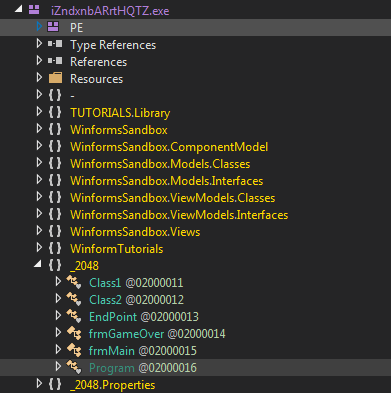 iZndxnbARrtHQTZ.exe
PE
Type References
References
Resources
{ } -
{ } TUTORIALS.Library
{ } WinformsSandbox
{ } WinformsSandbox.ComponentModel
{ } WinformsSandbox.Models.Classes
{ } WinformsSandbox.Models.Interfaces
{ } WinformsSandbox.ViewModels.Classes
{ } WinformsSandbox.ViewModels.Interfaces
{ } WinformsSandbox.Views
{ } WinformTutorials
{ } _2048
Class1 @02000011
Class2 @02000012
EndPoint @02000013
frmGameOver @02000014
frmMain @02000015
Program @02000016
{ } _2048.Properties